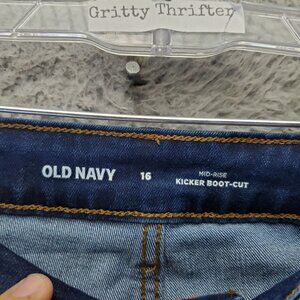 Gritty Thrifter
OLD NAVY 16 MID-RISE
KICKER BOOT-CUT